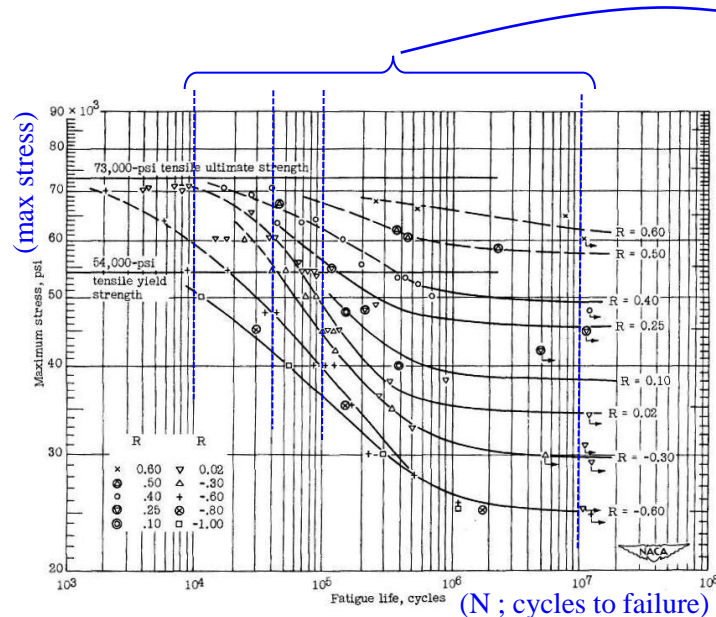 (max stress)
Maximum stress, psi
90 × 10³
80
70
60
50
40
30
20
73,000-psi tensile ultimate strength
54,000-psi
tensile yield
strength
R = 0.60
R = 0.50
R = 0.40
R = 0.25
R = 0.10
R = 0.02
R = -0.30
R = -0.60
R R
× 0.60 ▽ 0.02
.50 △ -.30
○ .40 + -.60
.25 ⊗ -.80
◎ .10 □ -1.00
NACA
10³ 10⁴ 10⁵ 10⁶ 10⁷ 10⁸
Fatigue life, cycles
(N ; cycles to failure)